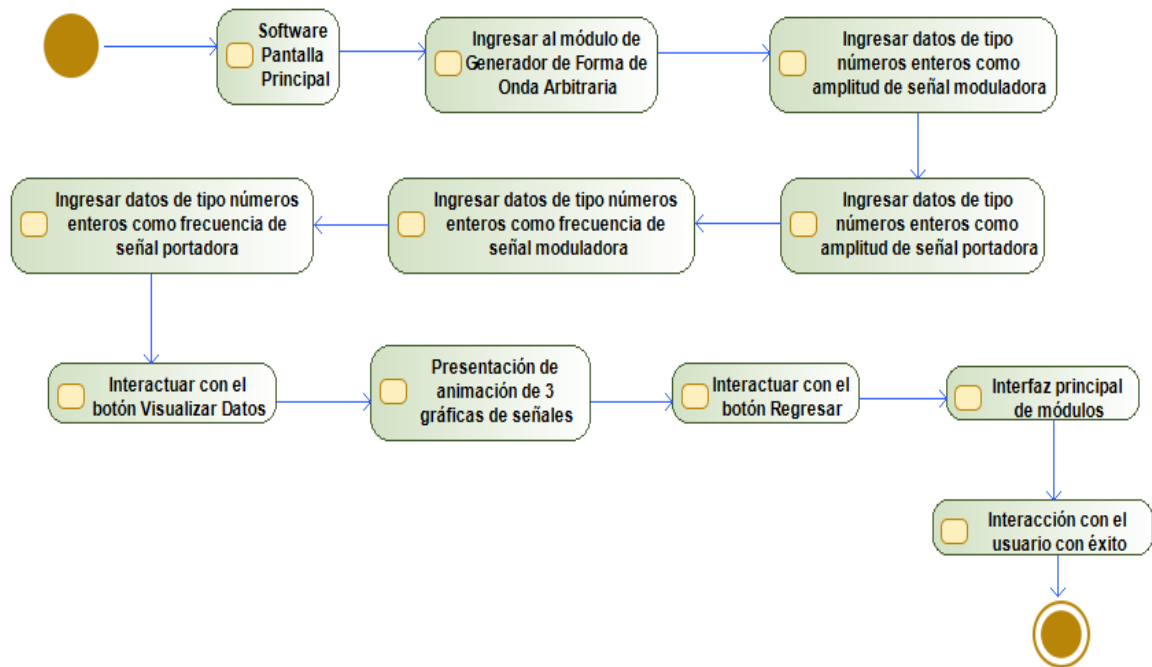 Software
Pantalla
Principal
Ingresar al módulo de
Generador de Forma de
Onda Arbitraria
Ingresar datos de tipo
números enteros como
amplitud de señal moduladora
Ingresar datos de tipo
números enteros como
amplitud de señal portadora
Ingresar datos de tipo números
enteros como frecuencia de
señal moduladora
Ingresar datos de tipo números
enteros como frecuencia de
señal portadora
Interactuar con el
botón Visualizar Datos
Presentación de
animación de 3
gráficas de señales
Interactuar con el
botón Regresar
Interfaz principal
de módulos
Interacción con el
usuario con éxito